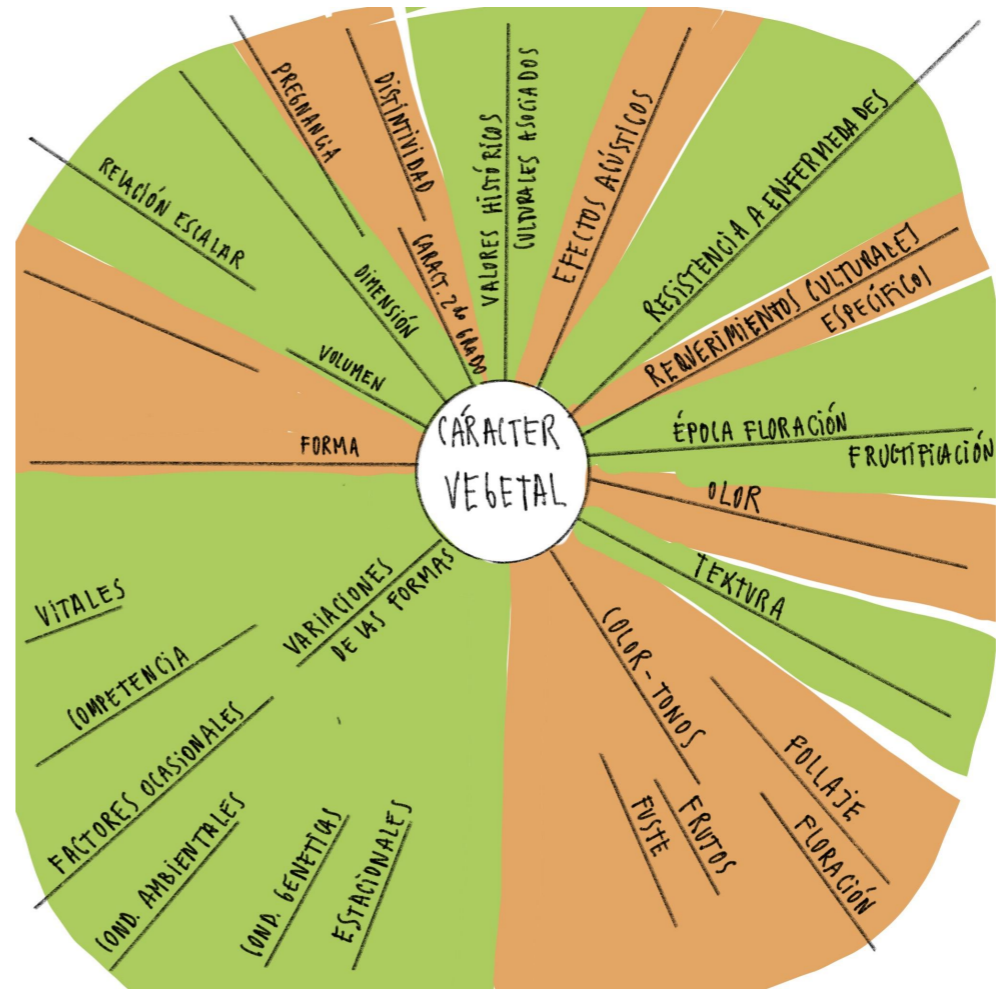 CÁRACTER
VEGETAL
VALORES HISTÓRICOS
CULTURALES ASOCIADOS
EFECTOS ACÚSTICOS
RESISTENCIA A ENFERMEDADES
REQUERIMIENTOS CULTURALES
ESPECÍFICOS
ÉPOCA FLORACIÓN
FRUCTIFICACIÓN
OLOR
TEXTURA
COLOR-TONOS
FOLLAJE
FLORACIÓN
FRUTOS
FUSTE
VARIACIONES
DE LAS FORMAS
ESTACIONALES
COND. GENETICAS
COND. AMBIENTALES
FACTORES OCASIONALES
COMPETENCIA
VITALES
FORMA
VOLUMEN
RELACIÓN ESCALAR
DIMENSIÓN
CARACT. 2do GRADO
PREGNANCIA
DISTINTIVIDAD